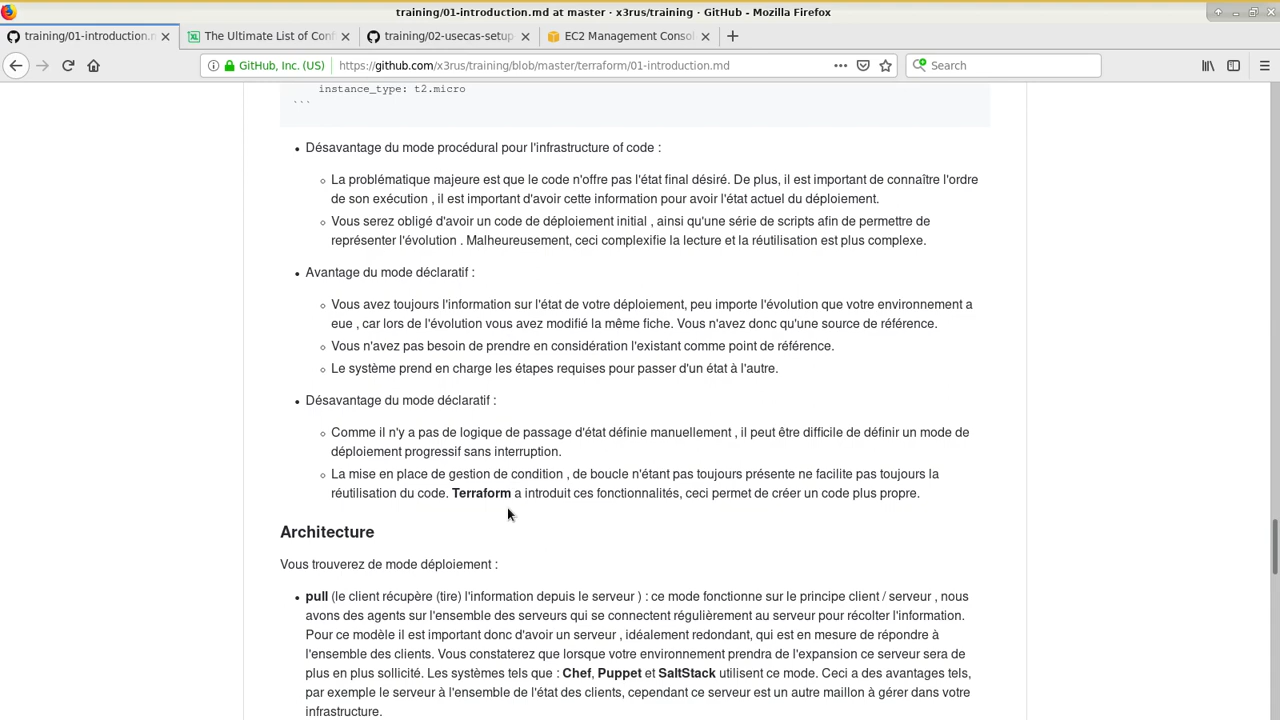 training/01-introduction.md at master · x3rus/training · GitHub - Mozilla Firefox
training/01-introduction.m
The Ultimate List of Conf
training/02-usecas-setup
EC2 Management Consol
GitHub, Inc. (US)
https://github.com/x3rus/training/blob/master/terraform/01-introduction.md
Search
instance_type: t2.micro
```
Désavantage du mode procédural pour l'infrastructure of code :
La problématique majeure est que le code n'offre pas l'état final désiré. De plus, il est important de connaître l'ordre
de son exécution , il est important d'avoir cette information pour avoir l'état actuel du déploiement.
Vous serez obligé d'avoir un code de déploiement initial , ainsi qu'une série de scripts afin de permettre de
représenter l'évolution . Malheureusement, ceci complexifie la lecture et la réutilisation est plus complexe.
Avantage du mode déclaratif :
Vous avez toujours l'information sur l'état de votre déploiement, peu importe l'évolution que votre environnement a
eue , car lors de l'évolution vous avez modifié la même fiche. Vous n'avez donc qu'une source de référence.
Vous n'avez pas besoin de prendre en considération l'existant comme point de référence.
Le système prend en charge les étapes requises pour passer d'un état à l'autre.
Désavantage du mode déclaratif :
Comme il n'y a pas de logique de passage d'état définie manuellement , il peut être difficile de définir un mode de
déploiement progressif sans interruption.
La mise en place de gestion de condition , de boucle n'étant pas toujours présente ne facilite pas toujours la
réutilisation du code. Terraform a introduit ces fonctionnalités, ceci permet de créer un code plus propre.
Architecture
Vous trouverez de mode déploiement :
pull (le client récupère (tire) l'information depuis le serveur ) : ce mode fonctionne sur le principe client / serveur , nous
avons des agents sur l'ensemble des serveurs qui se connectent régulièrement au serveur pour récolter l'information.
Pour ce modèle il est important donc d'avoir un serveur , idéalement redondant, qui est en mesure de répondre à
l'ensemble des clients. Vous constaterez que lorsque votre environnement prendra de l'expansion ce serveur sera de
plus en plus sollicité. Les systèmes tels que : Chef, Puppet et SaltStack utilisent ce mode. Ceci a des avantages tels,
par exemple le serveur à l'ensemble de l'état des clients, cependant ce serveur est un autre maillon à gérer dans votre
infrastructure.